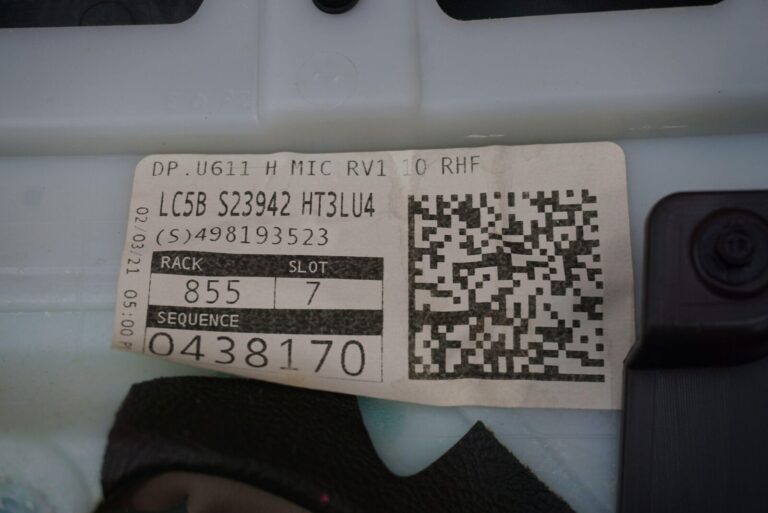 DP.U611 H MIC RV1 10 RHF
LC5B S23942 HT3LU4
(S)498193523
RACK SLOT
855 7
SEQUENCE
0438170
02/03/21 05:00 P